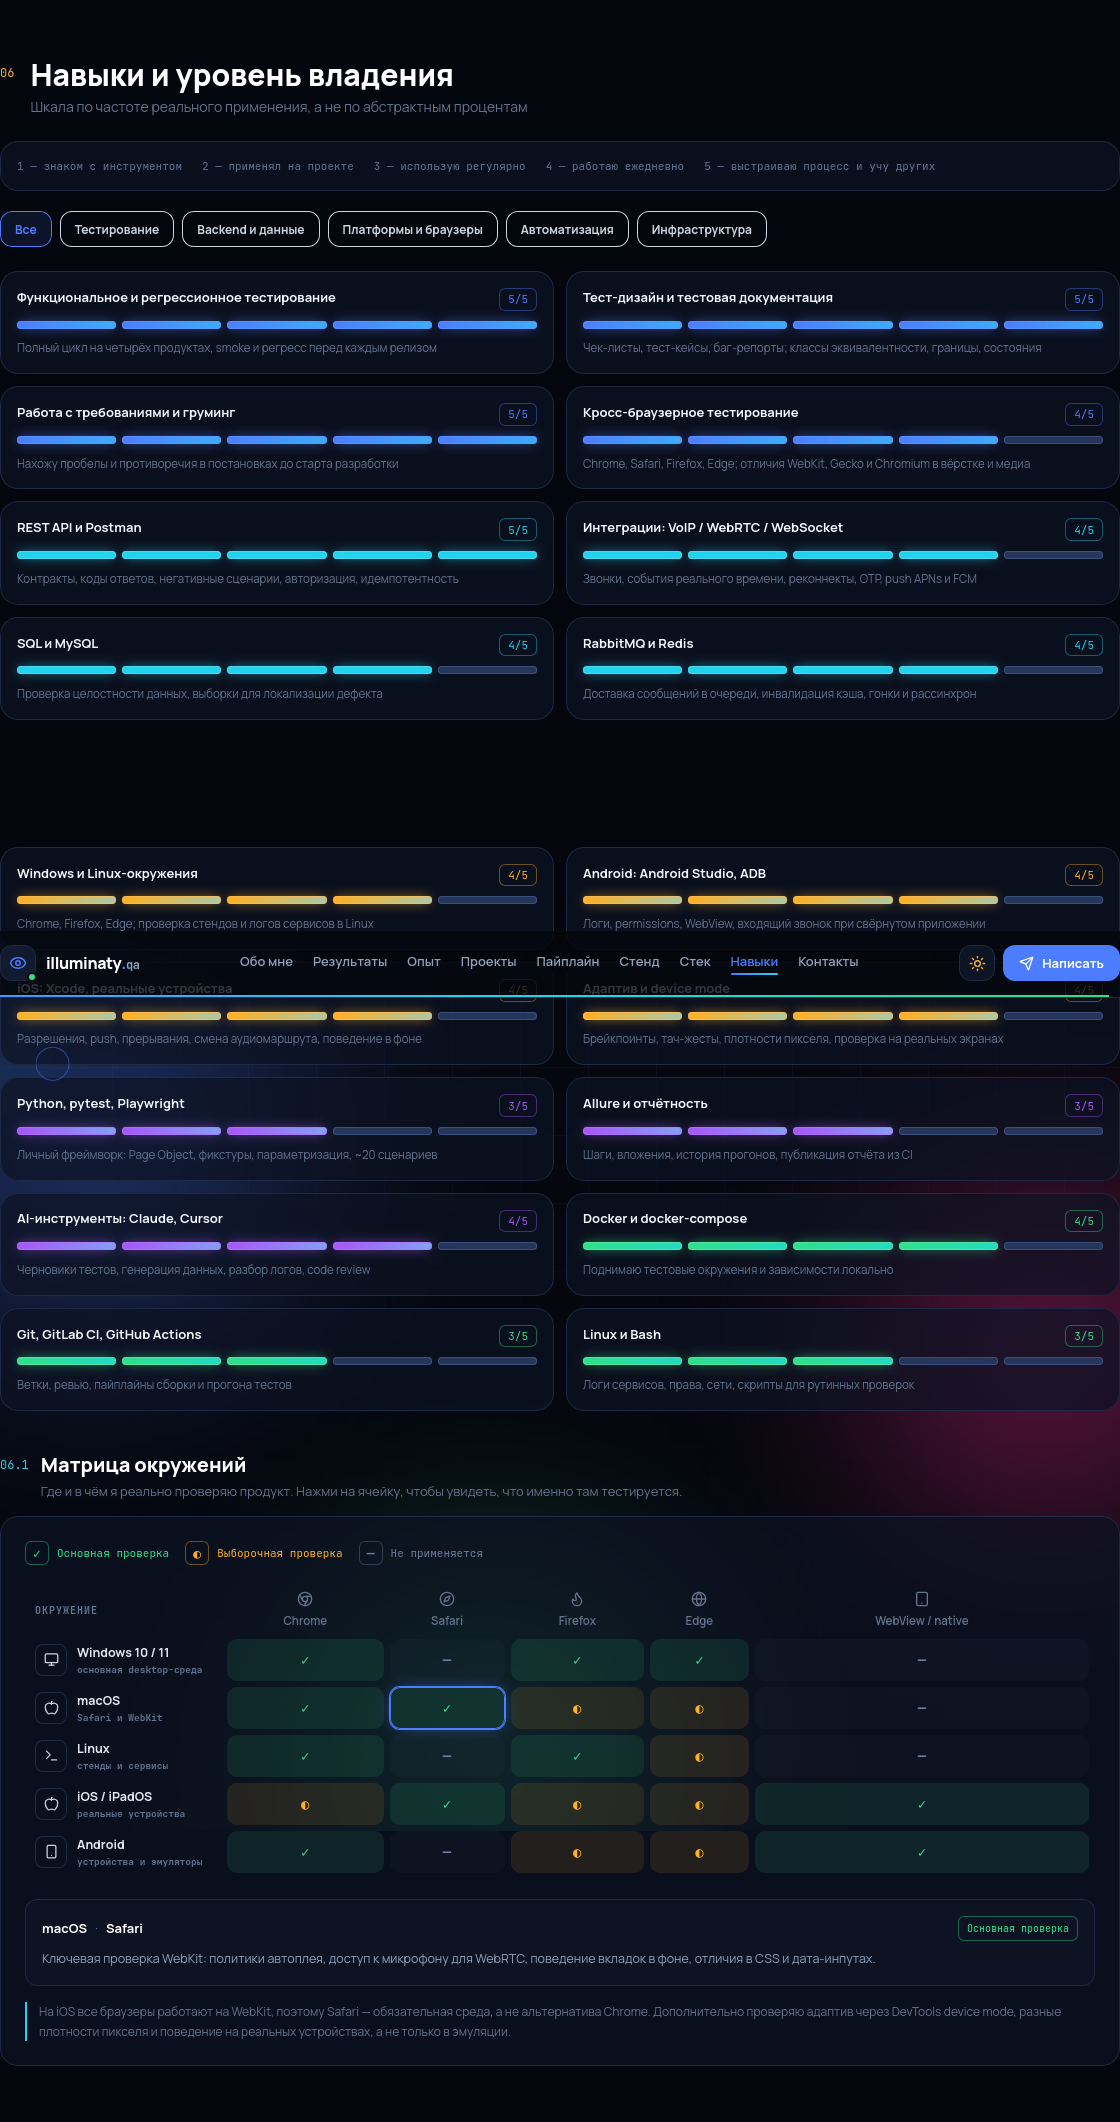 06
Навыки и уровень владения
Шкала по частоте реального применения, а не по абстрактным процентам
1 — знаком с инструментом 2 — применял на проекте 3 — использую регулярно 4 — работаю ежедневно 5 — выстраиваю процесс и учу других
Все Тестирование Backend и данные Платформы и браузеры Автоматизация Инфраструктура
Функциональное и регрессионное тестирование 5/5
Полный цикл на четырёх продуктах, smoke и регресс перед каждым релизом
Тест-дизайн и тестовая документация 5/5
Чек-листы, тест-кейсы, баг-репорты; классы эквивалентности, границы, состояния
Работа с требованиями и груминг 5/5
Нахожу пробелы и противоречия в постановках до старта разработки
Кросс-браузерное тестирование 4/5
Chrome, Safari, Firefox, Edge; отличия WebKit, Gecko и Chromium в вёрстке и медиа
REST API и Postman 5/5
Контракты, коды ответов, негативные сценарии, авторизация, идемпотентность
Интеграции: VoIP / WebRTC / WebSocket 4/5
Звонки, события реального времени, реконнекты, OTP, push APNs и FCM
SQL и MySQL 4/5
Проверка целостности данных, выборки для локализации дефекта
RabbitMQ и Redis 4/5
Доставка сообщений в очереди, инвалидация кэша, гонки и рассинхрон
Windows и Linux-окружения 4/5
Chrome, Firefox, Edge; проверка стендов и логов сервисов в Linux
Android: Android Studio, ADB 4/5
Логи, permissions, WebView, входящий звонок при свёрнутом приложении
illuminaty.qa Обо мне Результаты Опыт Проекты Пайплайн Стенд Стек Навыки Контакты Написать
iOS: Xcode, реальные устройства 4/5
Разрешения, push, прерывания, смена аудиомаршрута, поведение в фоне
Адаптив и device mode 4/5
Брейкпоинты, тач-жесты, плотности пикселя, проверка на реальных экранах
Python, pytest, Playwright 3/5
Личный фреймворк: Page Object, фикстуры, параметризация, ~20 сценариев
Allure и отчётность 3/5
Шаги, вложения, история прогонов, публикация отчёта из CI
AI-инструменты: Claude, Cursor 4/5
Черновики тестов, генерация данных, разбор логов, code review
Docker и docker-compose 4/5
Поднимаю тестовые окружения и зависимости локально
Git, GitLab CI, GitHub Actions 3/5
Ветки, ревью, пайплайны сборки и прогона тестов
Linux и Bash 3/5
Логи сервисов, права, сети, скрипты для рутинных проверок
06.1
Матрица окружений
Где и в чём я реально проверяю продукт. Нажми на ячейку, чтобы увидеть, что именно там тестируется.
✓ Основная проверка ◐ Выборочная проверка — Не применяется
ОКРУЖЕНИЕ Chrome Safari Firefox Edge WebView / native
Windows 10 / 11 ✓ — ✓ ✓ —
основная desktop-среда
macOS ✓ ✓ ◐ ◐ —
Safari и WebKit
Linux ✓ — ✓ ◐ —
стенды и сервисы
iOS / iPadOS ◐ ✓ ◐ ◐ ✓
реальные устройства
Android ✓ — ◐ ◐ ✓
устройства и эмуляторы
macOS · Safari Основная проверка
Ключевая проверка WebKit: политики автоплея, доступ к микрофону для WebRTC, поведение вкладок в фоне, отличия в CSS и дата-инпутах.
На iOS все браузеры работают на WebKit, поэтому Safari — обязательная среда, а не альтернатива Chrome. Дополнительно проверяю адаптив через DevTools device mode, разные
плотности пикселя и поведение на реальных устройствах, а не только в эмуляции.